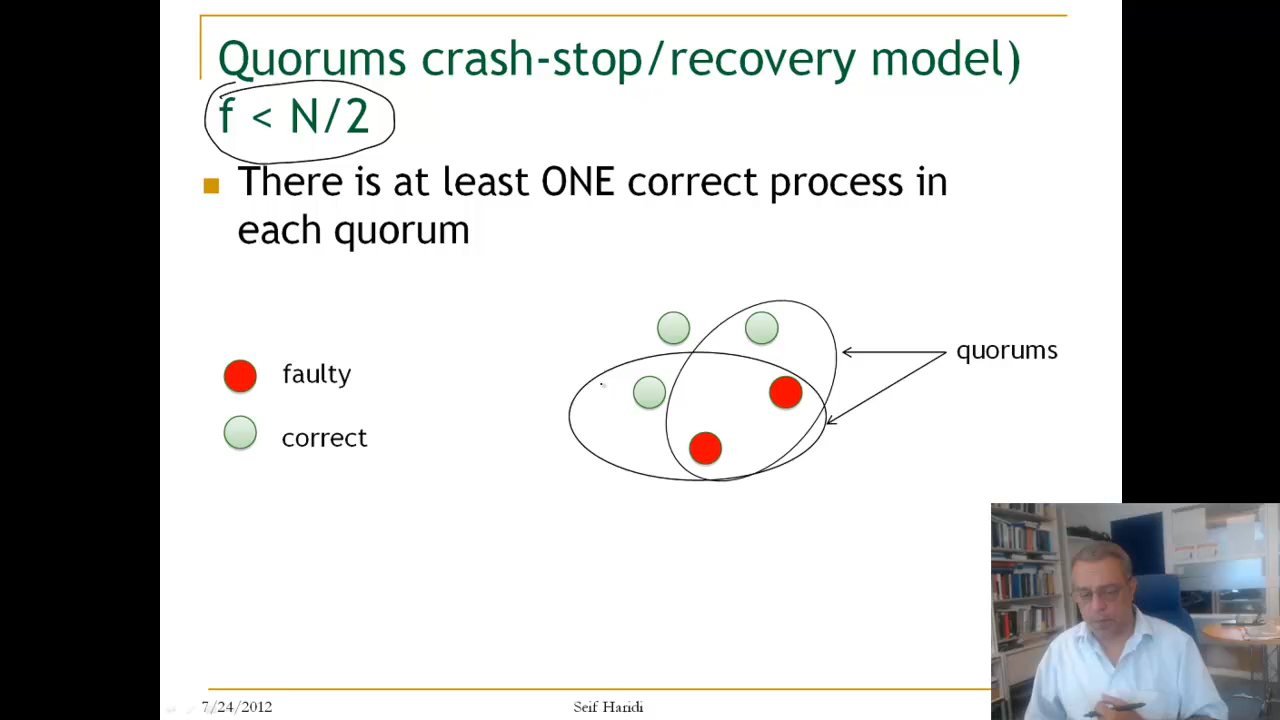 Quorums crash-stop/recovery model)
f < N/2
There is at least ONE correct process in
each quorum
quorums
faulty
correct
7/24/2012
Seif Haridi